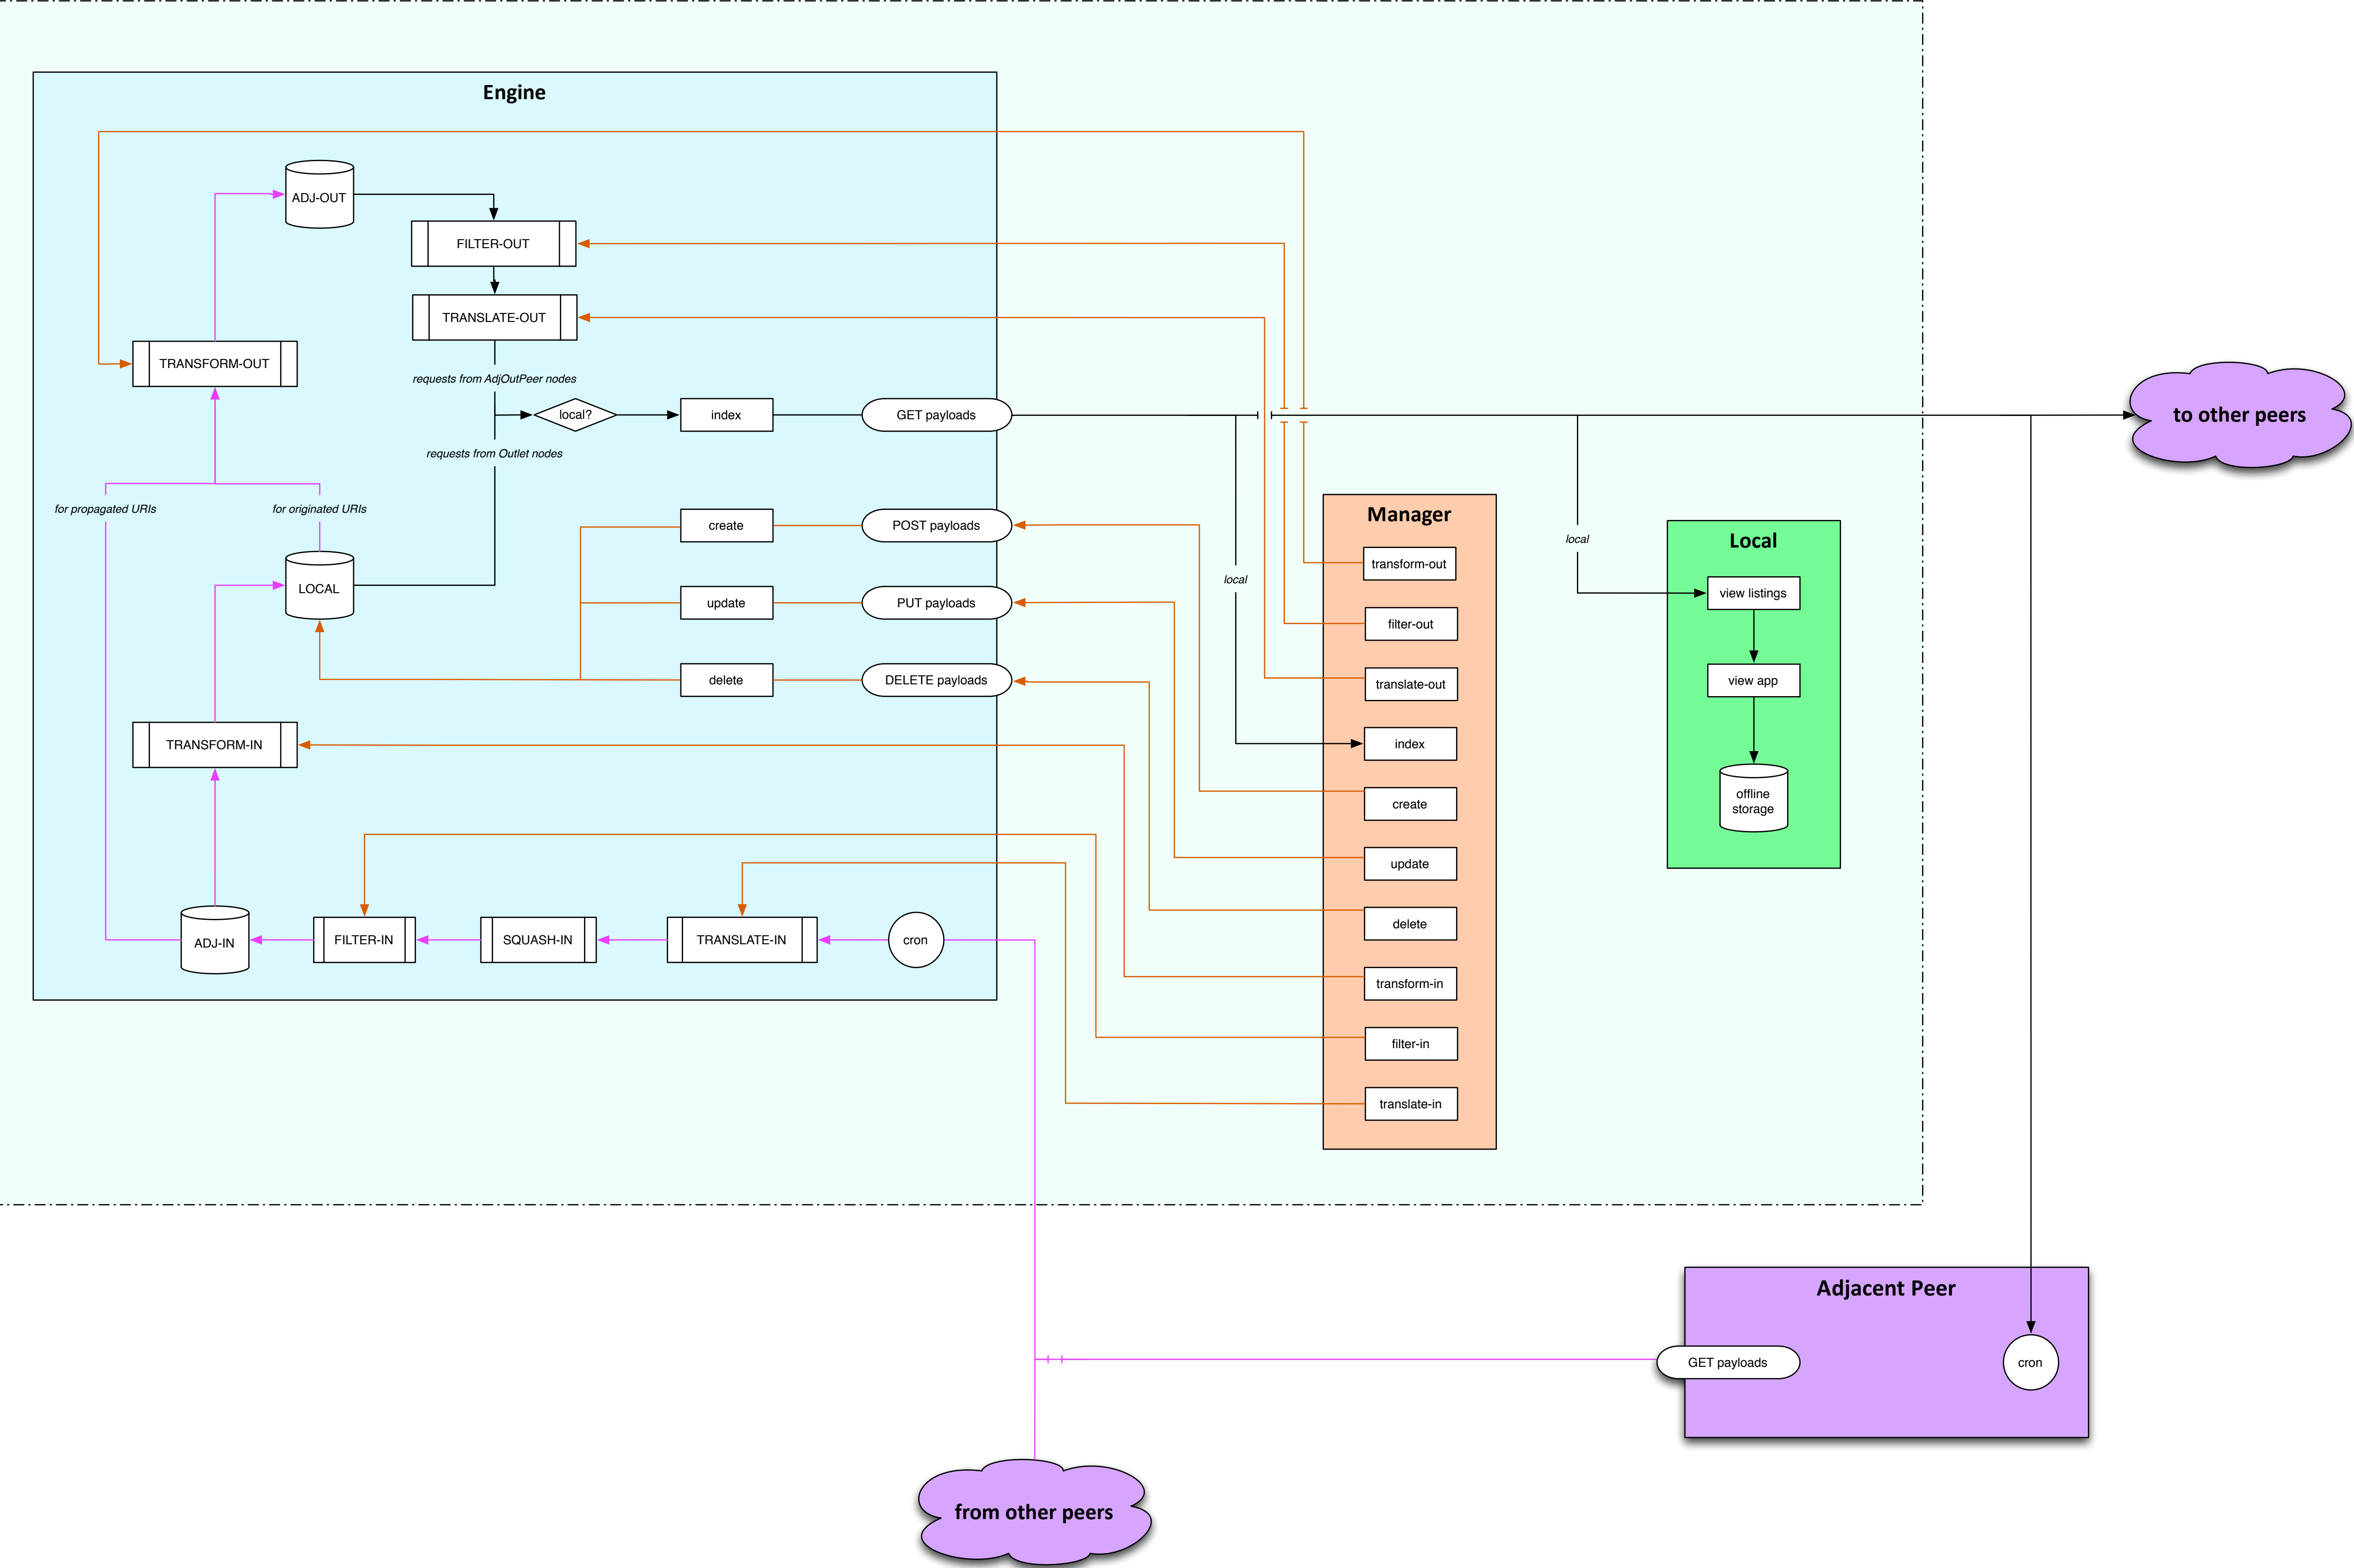 Engine
ADJ-OUT
FILTER-OUT
TRANSLATE-OUT
TRANSFORM-OUT
requests from AdjOutPeer nodes
local?
index
GET payloads
requests from Outlet nodes
for propagated URIs
for originated URIs
create
POST payloads
LOCAL
update
PUT payloads
delete
DELETE payloads
TRANSFORM-IN
ADJ-IN
FILTER-IN
SQUASH-IN
TRANSLATE-IN
cron
local
Manager
transform-out
filter-out
translate-out
index
create
update
delete
transform-in
filter-in
translate-in
local
Local
view listings
view app
offline
storage
to other peers
Adjacent Peer
GET payloads
cron
from other peers